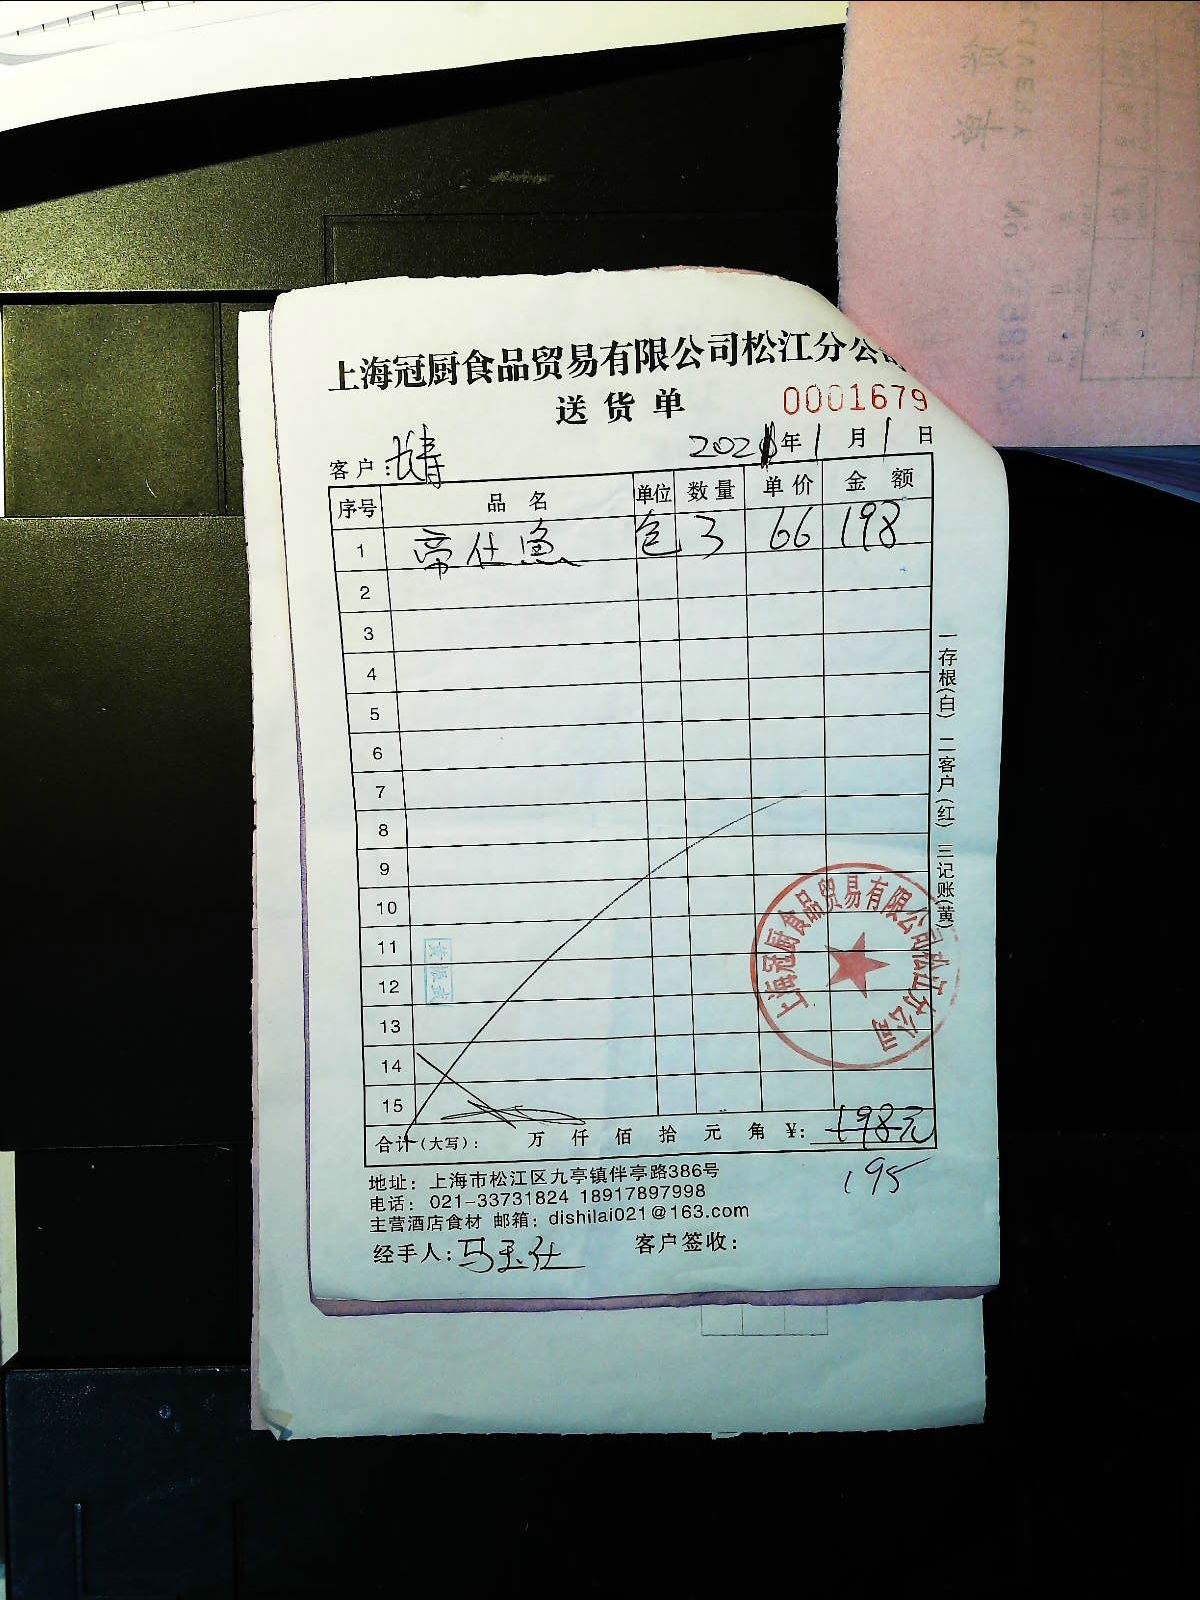 上海冠厨食品贸易有限公司松江分公司
送货单
0001679
客户:
2021年1月1日
序号 品名 单位 数量 单价 金额
1 帝仕鱼 包 3 66 198
2
3
4
5
6
7
8
9
10
11
12
13
14
15
合计(大写): 万 仟 佰 拾 元 角 ¥: 198元
195
地址: 上海市松江区九亭镇伴亭路386号
电话: 021-33731824 18917897998
主营酒店食材 邮箱: dishilai021@163.com
经手人: 马玉仕 客户签收:
一存根(白) 二客户(红) 三记账(黄)
上海冠厨食品贸易有限公司松江分公司